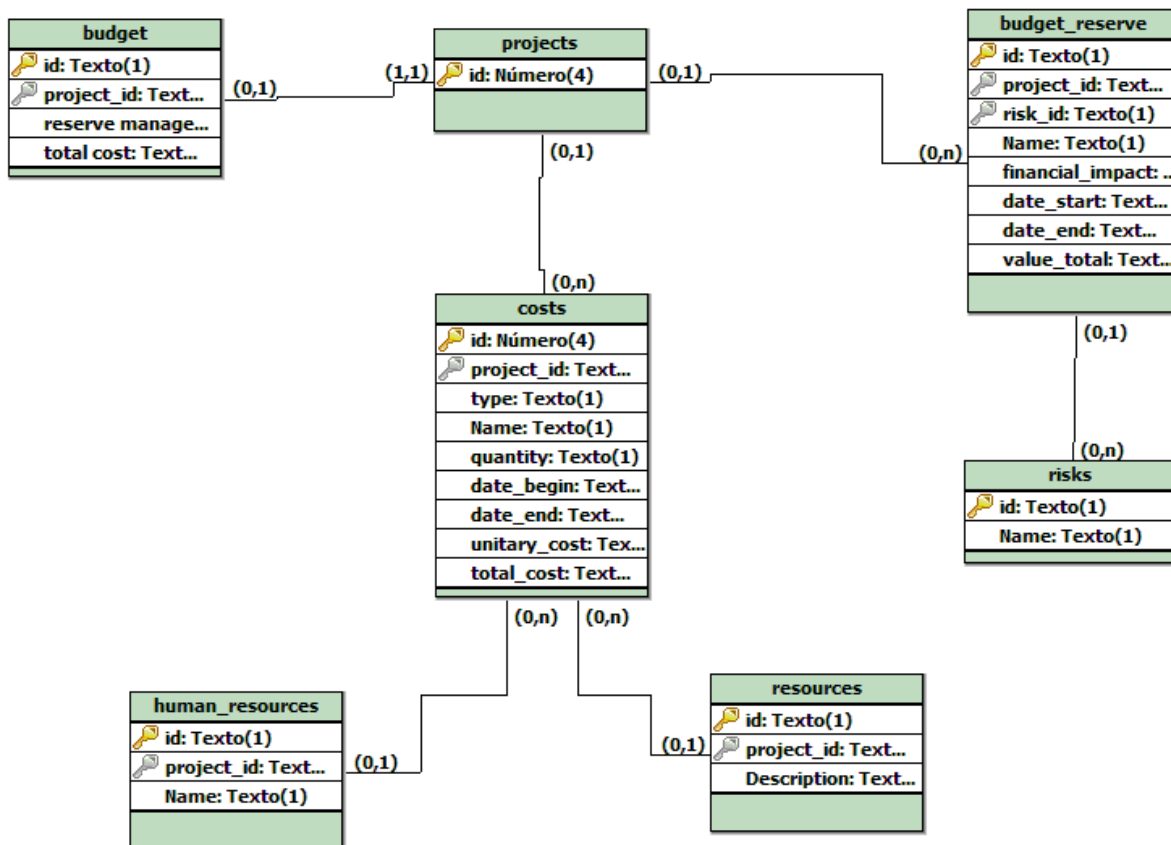 budget
id: Texto(1)
project_id: Text...
reserve manage...
total cost: Text...
(0,1)
(1,1)
projects
id: Número(4)
(0,1)
(0,n)
budget_reserve
id: Texto(1)
project_id: Text...
risk_id: Texto(1)
Name: Texto(1)
financial_impact: ..
date_start: Text...
date_end: Text...
value_total: Text...
(0,1)
(0,n)
costs
id: Número(4)
project_id: Text...
type: Texto(1)
Name: Texto(1)
quantity: Texto(1)
date_begin: Text...
date_end: Text...
unitary_cost: Tex...
total_cost: Text...
(0,1)
(0,n)
risks
id: Texto(1)
Name: Texto(1)
(0,n)
(0,n)
human_resources
id: Texto(1)
project_id: Text...
Name: Texto(1)
(0,1)
(0,1)
resources
id: Texto(1)
project_id: Text...
Description: Text...